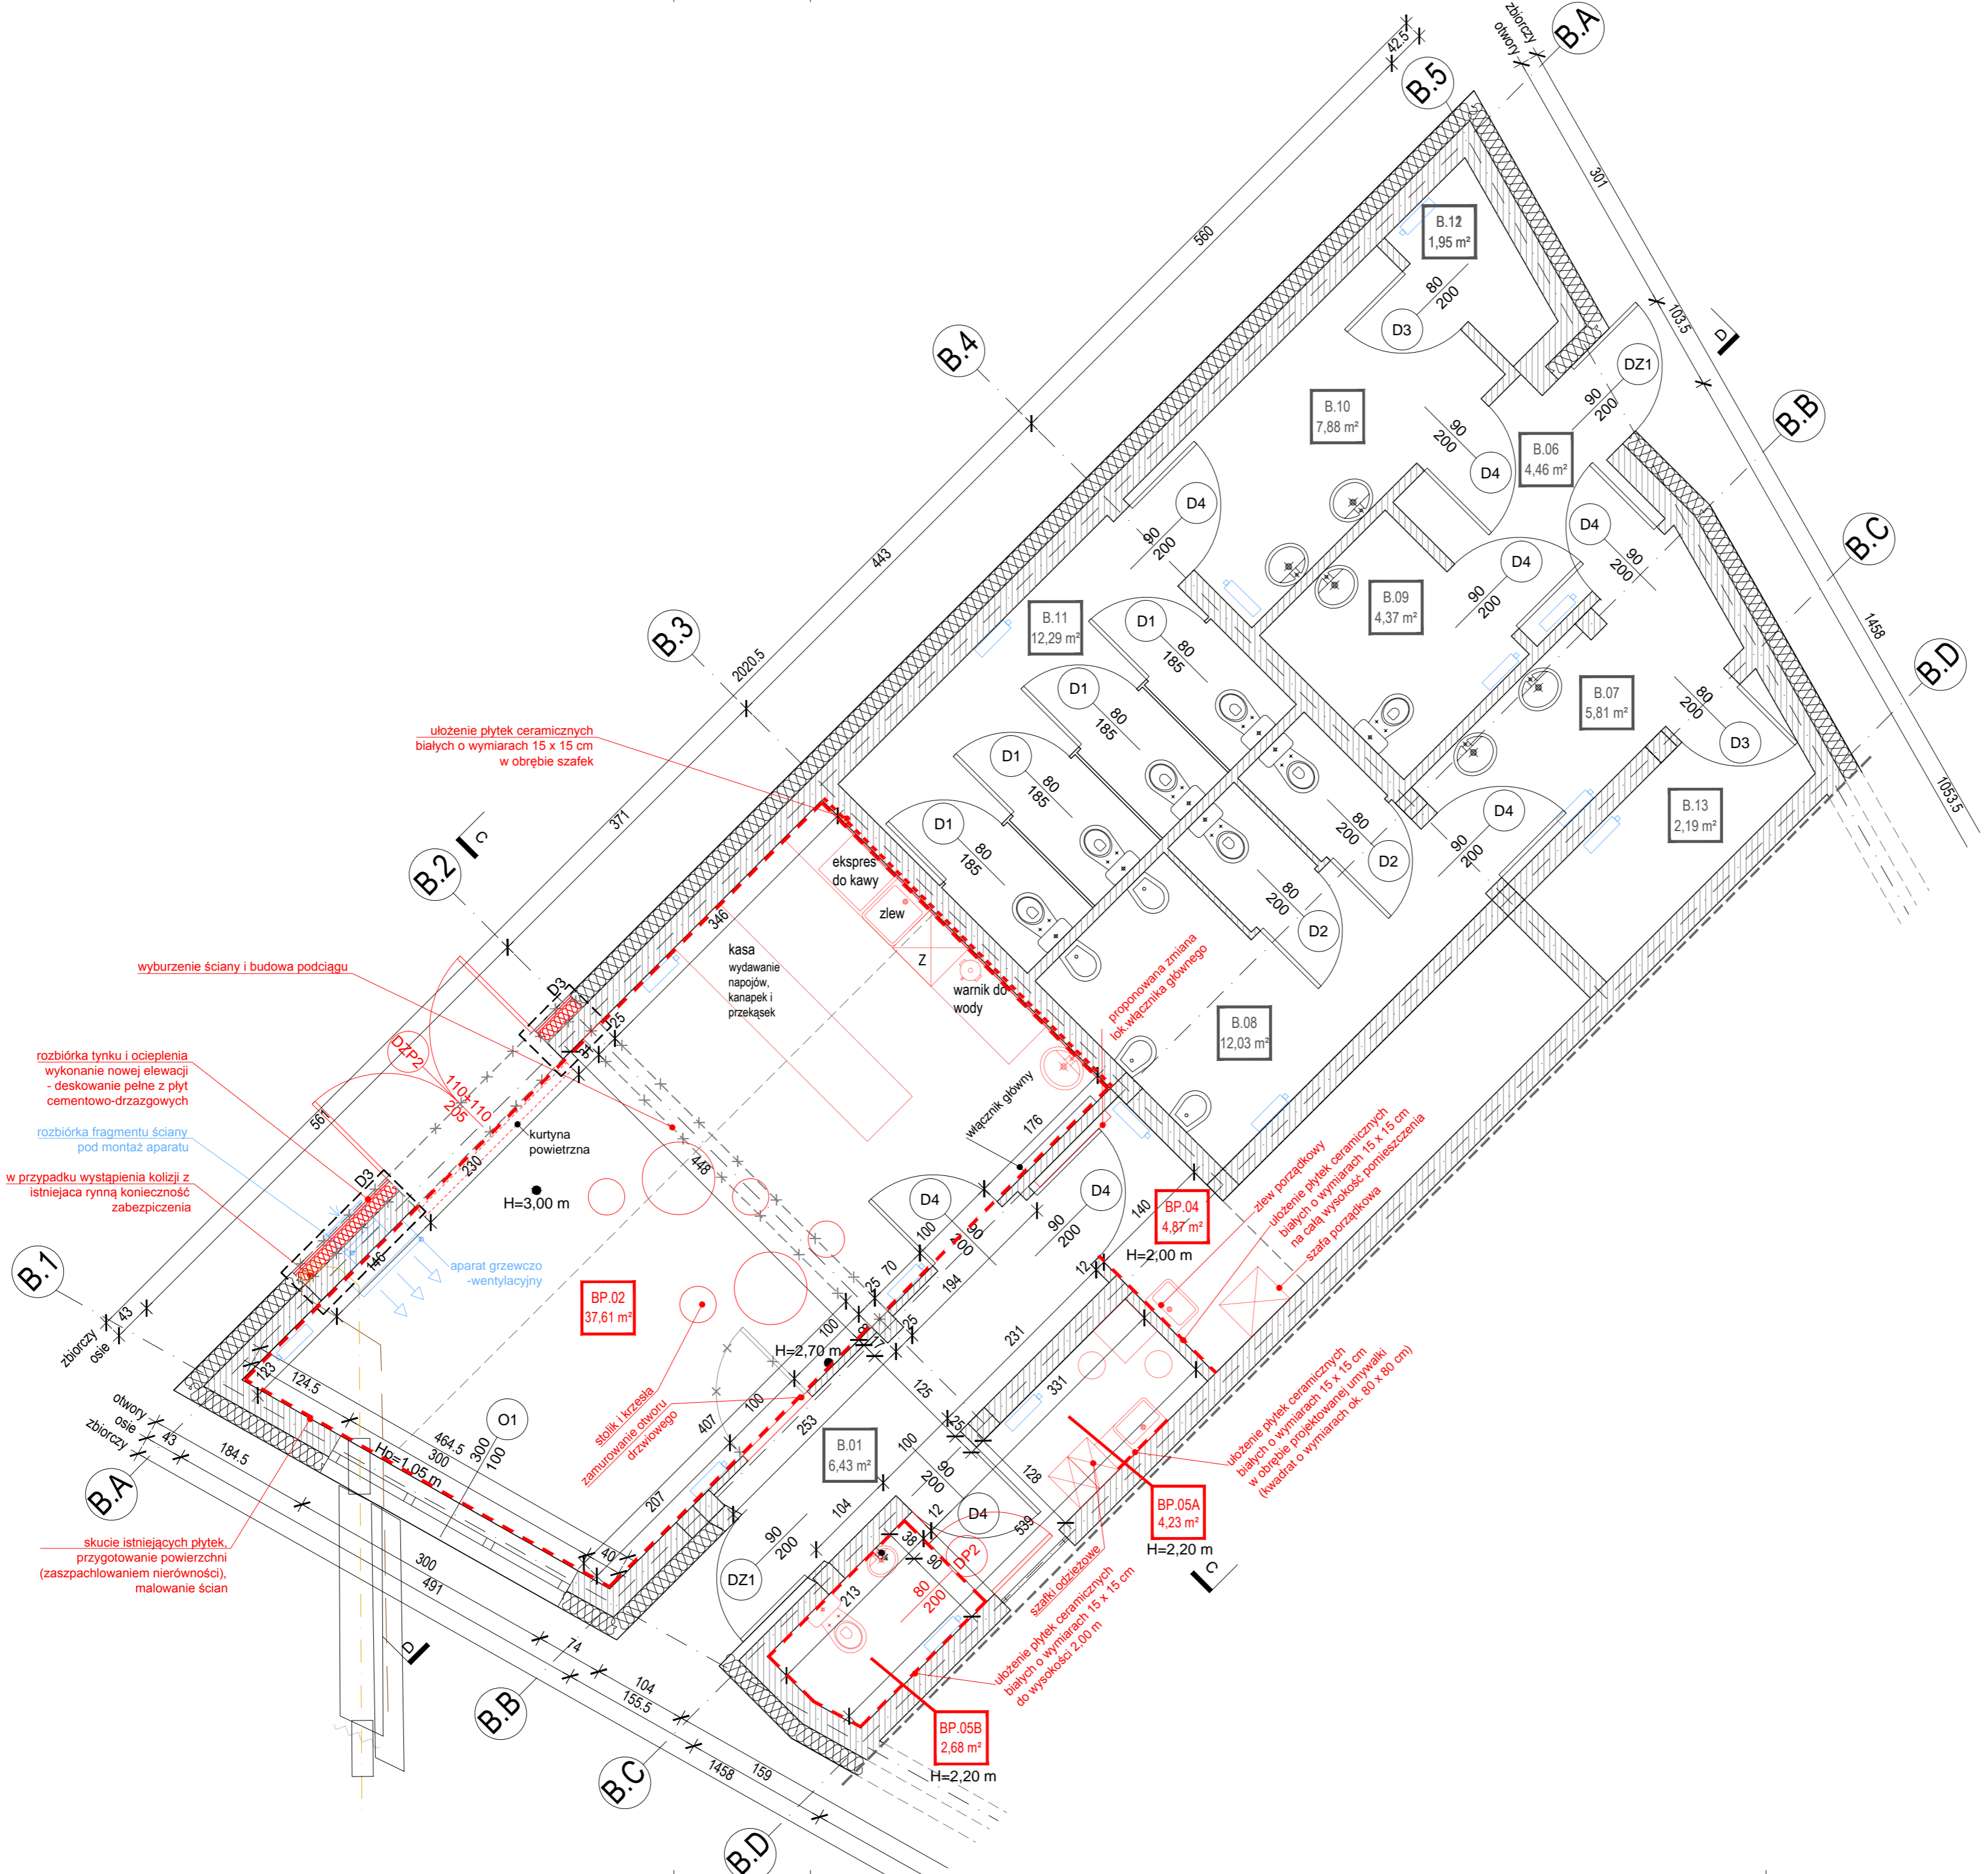 zbiorczy
otwory
B.A
42.5
B.5
301
B.12
1,95 m²
80
200
D3
560
103.5
D
DZ1
90
200
B.4
B.10
7,88 m²
90
200
D4
B.06
4,46 m²
B.B
D4
90
200
D4
90
200
D4
90
200
B.C
443
B.09
4,37 m²
B.11
12,29 m²
D1
80
185
B.3
1458
B.D
2020.5
D1
80
185
B.07
5,81 m²
80
200
D3
ułożenie płytek ceramicznych
białych o wymiarach 15 x 15 cm
w obrębie szafek
D1
80
185
1053.5
B.13
2,19 m²
D4
90
200
D1
80
185
80
200
D2
371
C
B.2
ekspres
do kawy
zlew
80
200
D2
346
kasa
wydawanie
napojów,
kanapek i
przekąsek
Z
warnik do
wody
proponowana zmiana
lok.włącznika głównego
wyburzenie ściany i budowa podciągu
D3
25
B.08
12,03 m²
DZP2
110+110
205
rozbiórka tynku i ocieplenia
wykonanie nowej elewacji
- deskowanie pełne z płyt
cementowo-drzazgowych
561
rozbiórka fragmentu ściany
pod montaż aparatu
kurtyna
powietrzna
230
włącznik główny
176
w przypadku wystąpienia kolizji z
istniejaca rynną konieczność
zabezpiczenia
D3
448
H=3,00 m
D4
90
200
D4
90
200
100
140
BP.04
4,87 m²
H=2,00 m
zlew porządkowy
ułożenie płytek ceramicznych
białych o wymiarach 15 x 15 cm
na całą wysokość pomieszczenia
szafa porządkowa
146
aparat grzewczo
-wentylacyjny
B.1
43
zbiorczy
osie
BP.02
37,61 m²
70
25
194
12
25
100
17
231
H=2,70 m
123
124.5
125
331
stolik i krzesła
zamurowanie otworu
drzwiowego
100
407
253
25
ułożenie płytek ceramicznych
białych o wymiarach 15 x 15 cm
w obrębie projektowanej umywalki
(kwadrat o wymiarach ok. 80 x 80 cm)
otwory
osie
zbiorczy
43
184.5
O1
300
100
464.5
300
Hp=1,05 m
B.01
6,43 m²
100
90
200
D4
128
B.A
207
104
12
BP.05A
4,23 m²
H=2,20 m
539
C
90
200
DZ1
38
90
DP2
80
200
szafki odzieżowe
skucie istniejących płytek,
przygotowanie powierzchni
(zaszpachlowaniem nierówności),
malowanie ścian
40
300
491
213
ułożenie płytek ceramicznych
białych o wymiarach 15 x 15 cm
do wysokości 2,00 m
D
74
104
155.5
B.B
BP.05B
2,68 m²
H=2,20 m
B.C
1458
159
B.D